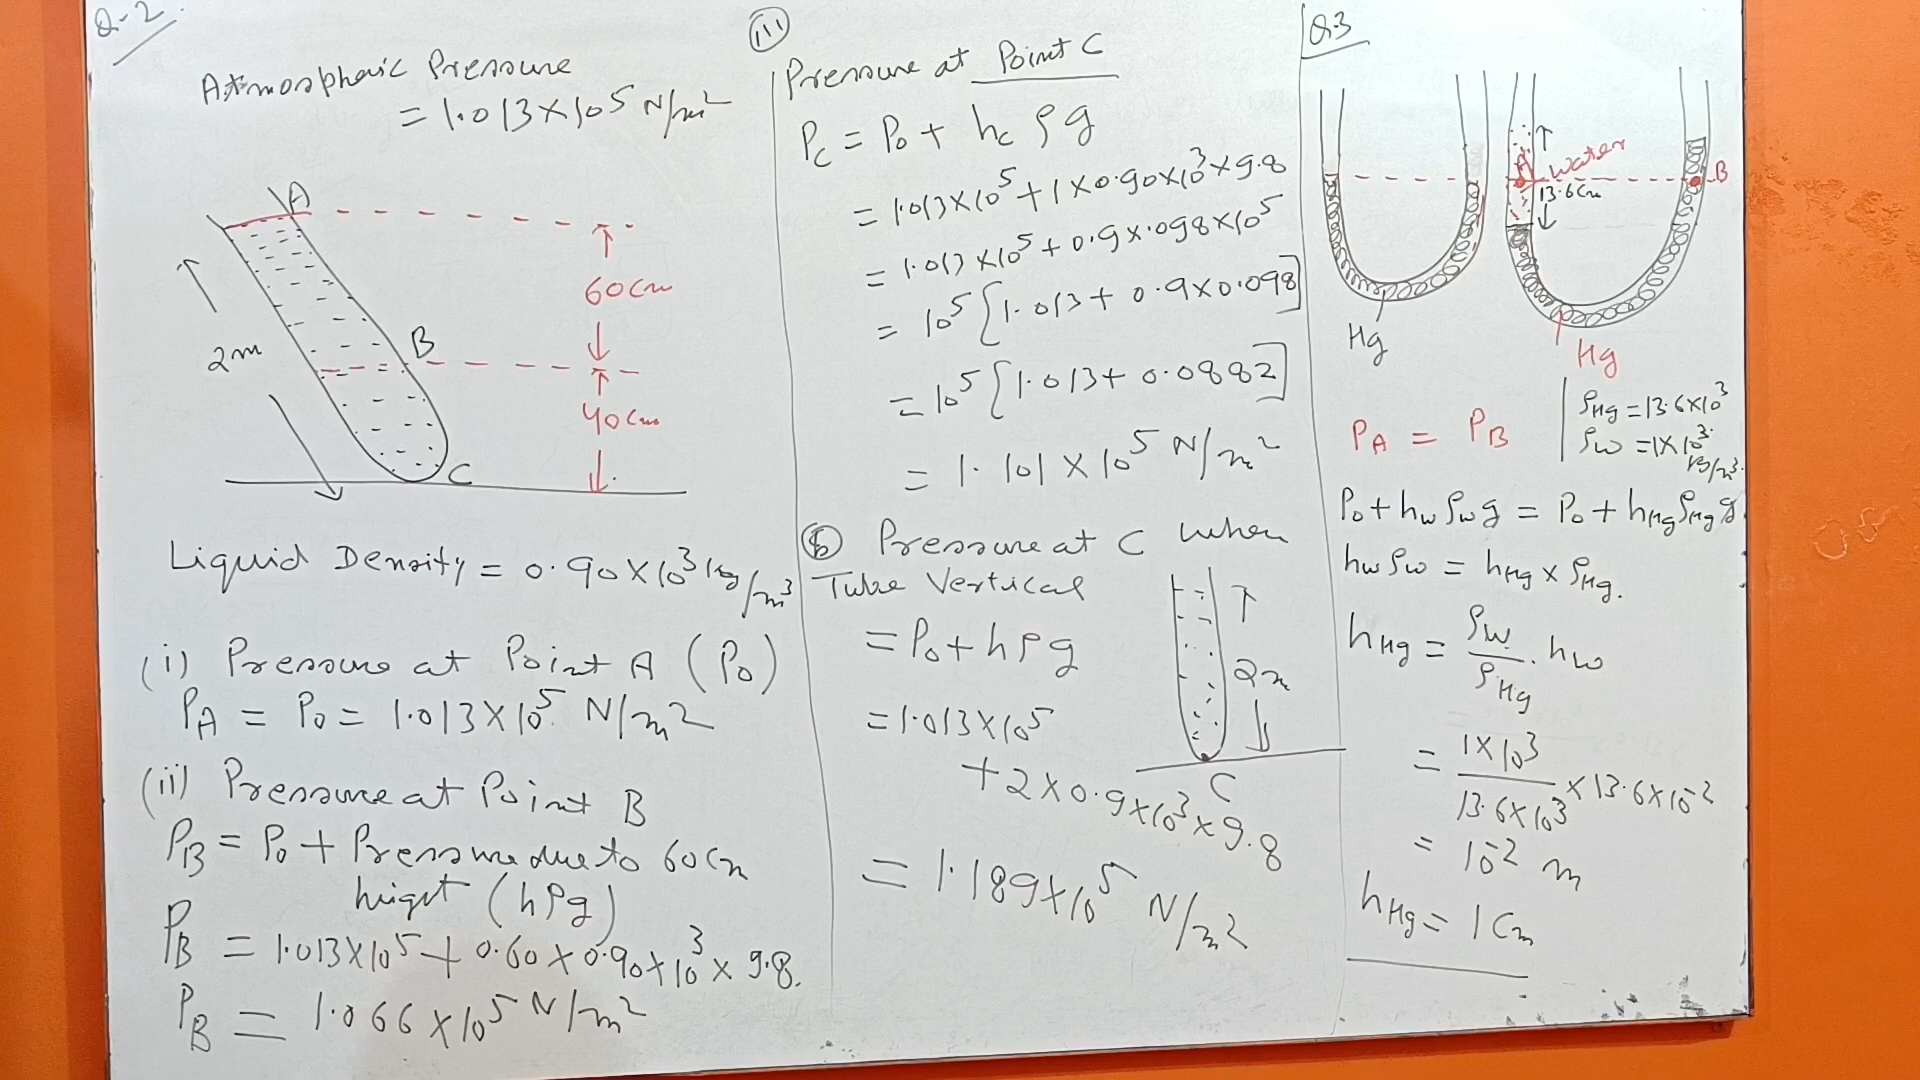 Q-2
Atmospheric Pressure
= 1.013×10⁵ N/m²
A
60cm
2m
B
40cm
C
Liquid Density = 0.90×10³ kg/m³
(i) Pressure at Point A (P₀)
P_A = P₀ = 1.013×10⁵ N/m²
(ii) Pressure at Point B
P_B = P₀ + Pressure due to 60cm
height (hρg)
P_B = 1.013×10⁵ + 0.60×0.90×10³×9.8.
P_B = 1.066×10⁵ N/m²
(iii)
Pressure at Point C
P_C = P₀ + h_c ρg
= 1.013×10⁵ + 1×0.90×10³×9.8
= 1.013×10⁵ + 0.9×.098×10⁵
= 10⁵ [1.013 + 0.9×0.098]
= 10⁵ [1.013 + 0.0882]
= 1.101×10⁵ N/m²
Pressure at C when
Tube Vertical
= P₀ + hρg
2m
= 1.013×10⁵
C
+ 2×0.9×10³×9.8
= 1.189×10⁵ N/m²
Q.3
A
water
13.6cm
B
Hg
Hg
P_A = P_B
ρ_Hg = 13.6×10³
ρ_w = 1×10³
kg/m³.
P₀ + h_w ρ_w g = P₀ + h_Hg ρ_Hg g
h_w ρ_w = h_Hg × ρ_Hg.
h_Hg = ρ_w/ρ_Hg . h_w
= 1×10³/13.6×10³ × 13.6×10⁻²
= 10⁻² m
h_Hg = 1 Cm